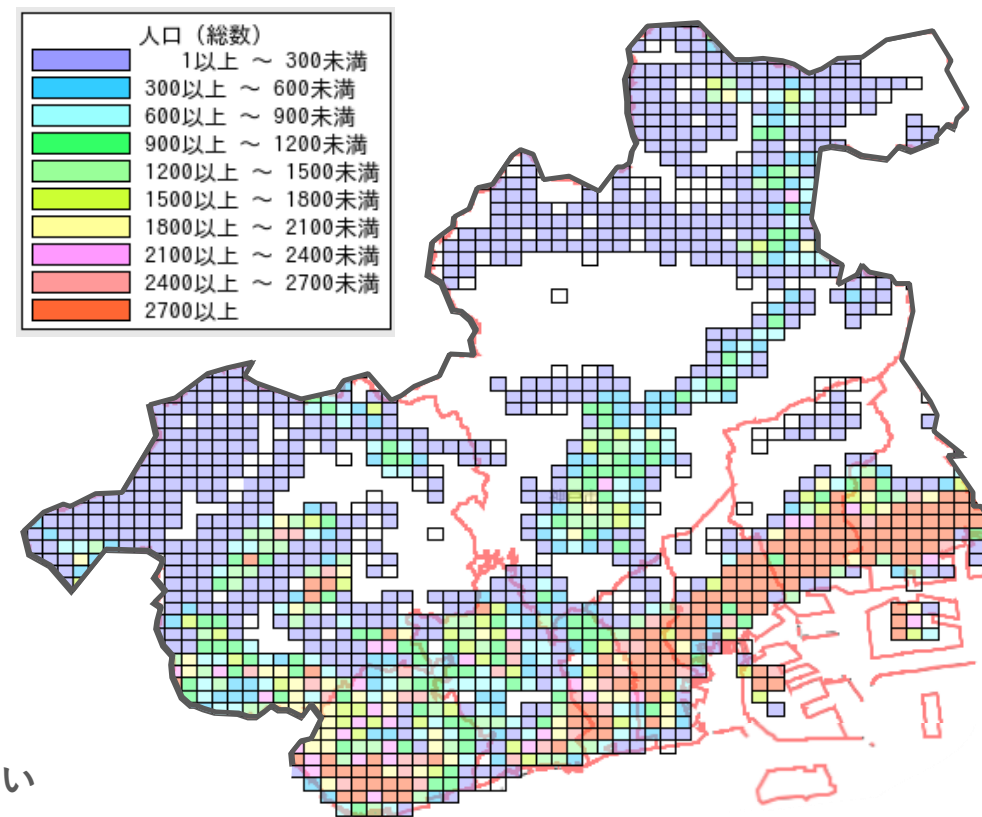 人口（総数）
1以上 ～ 300未満
300以上 ～ 600未満
600以上 ～ 900未満
900以上 ～ 1200未満
1200以上 ～ 1500未満
1500以上 ～ 1800未満
1800以上 ～ 2100未満
2100以上 ～ 2400未満
2400以上 ～ 2700未満
2700以上
い